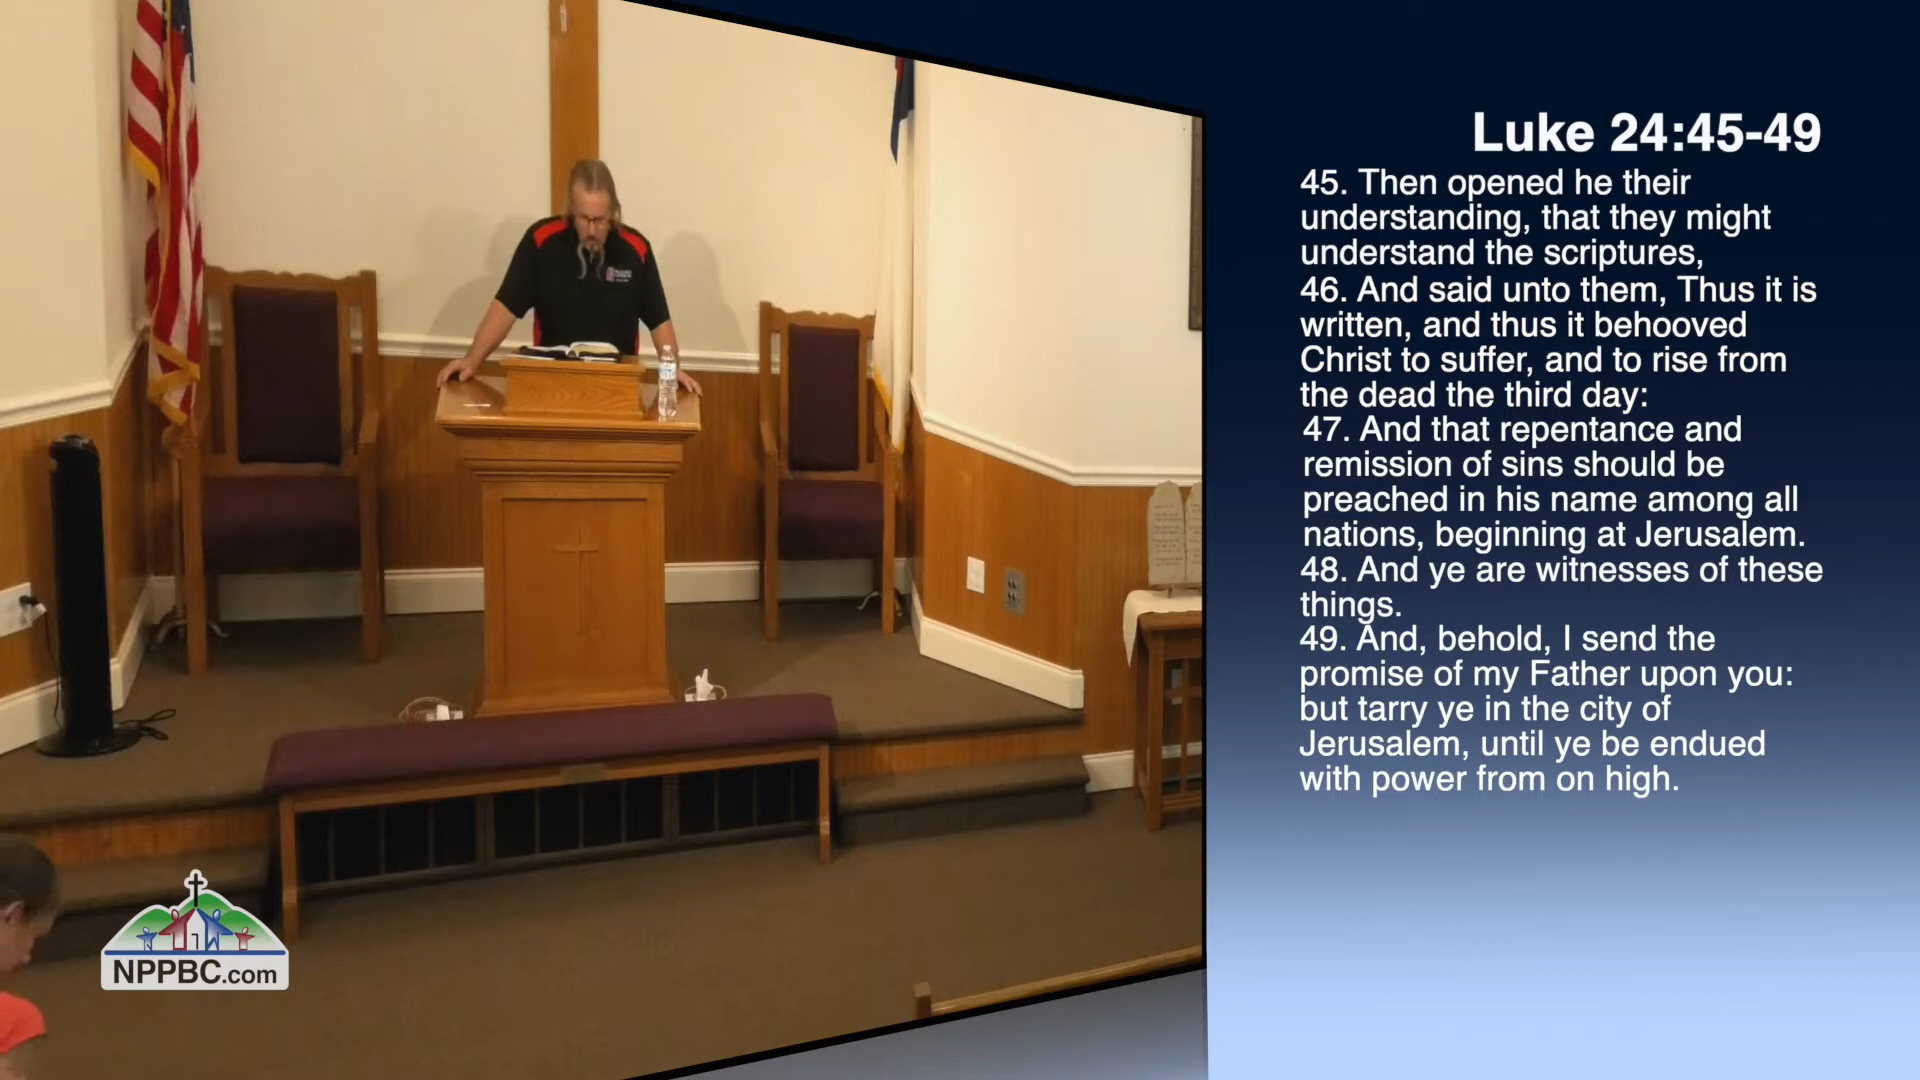 Luke 24:45-49
45. Then opened he their
understanding, that they might
understand the scriptures,
46. And said unto them, Thus it is
written, and thus it behooved
Christ to suffer, and to rise from
the dead the third day:
47. And that repentance and
remission of sins should be
preached in his name among all
nations, beginning at Jerusalem.
48. And ye are witnesses of these
things.
49. And, behold, I send the
promise of my Father upon you:
but tarry ye in the city of
Jerusalem, until ye be endued
with power from on high.
NPPBC.com